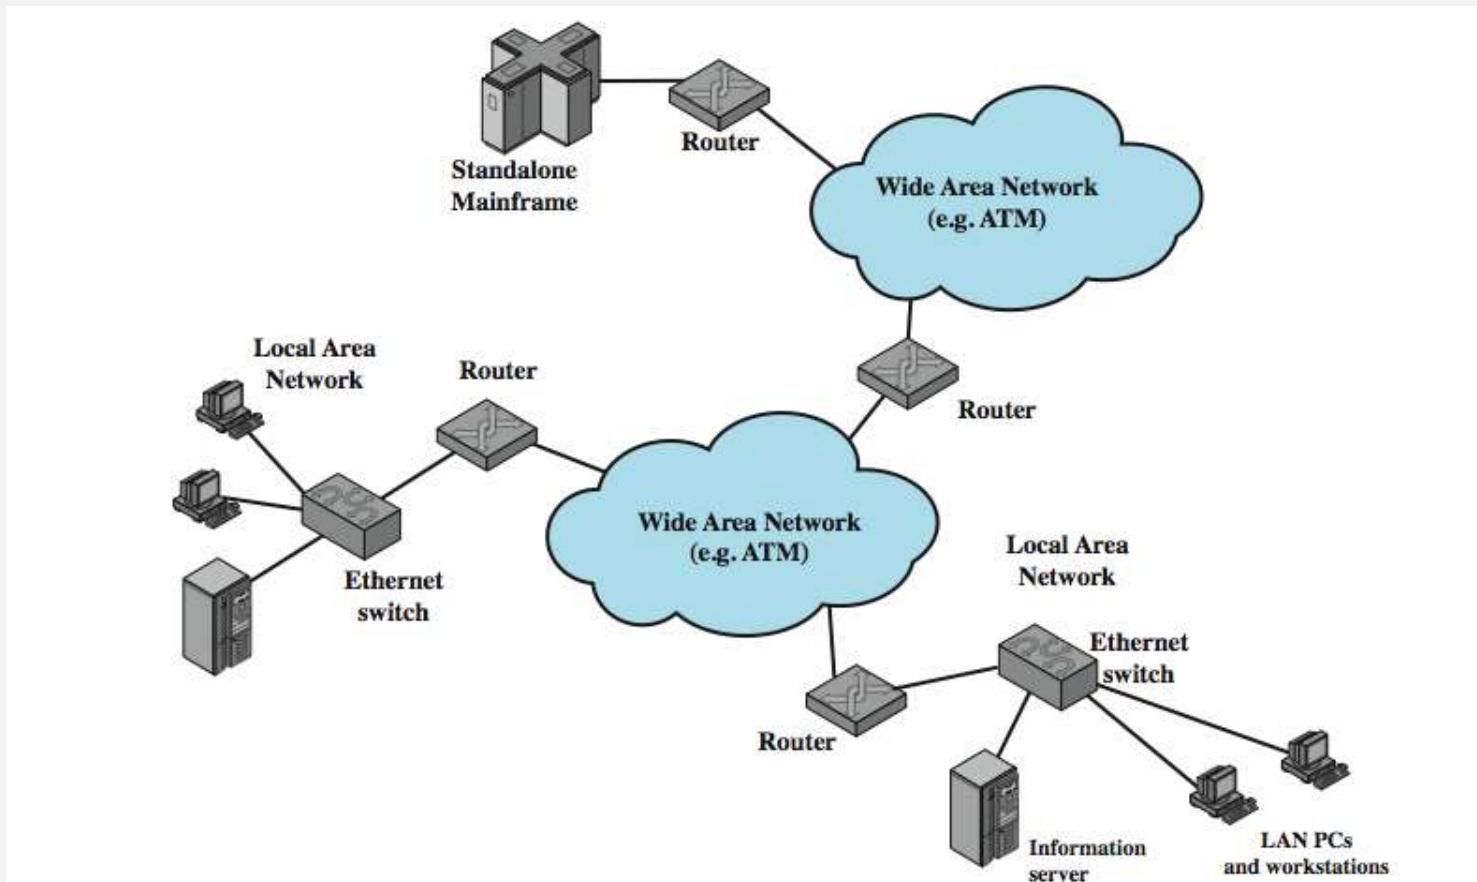 Standalone
Mainframe
Router
Wide Area Network
(e.g. ATM)
Local Area
Network
Router
Router
Ethernet
switch
Wide Area Network
(e.g. ATM)
Local Area
Network
Ethernet
switch
Router
Information
server
LAN PCs
and workstations